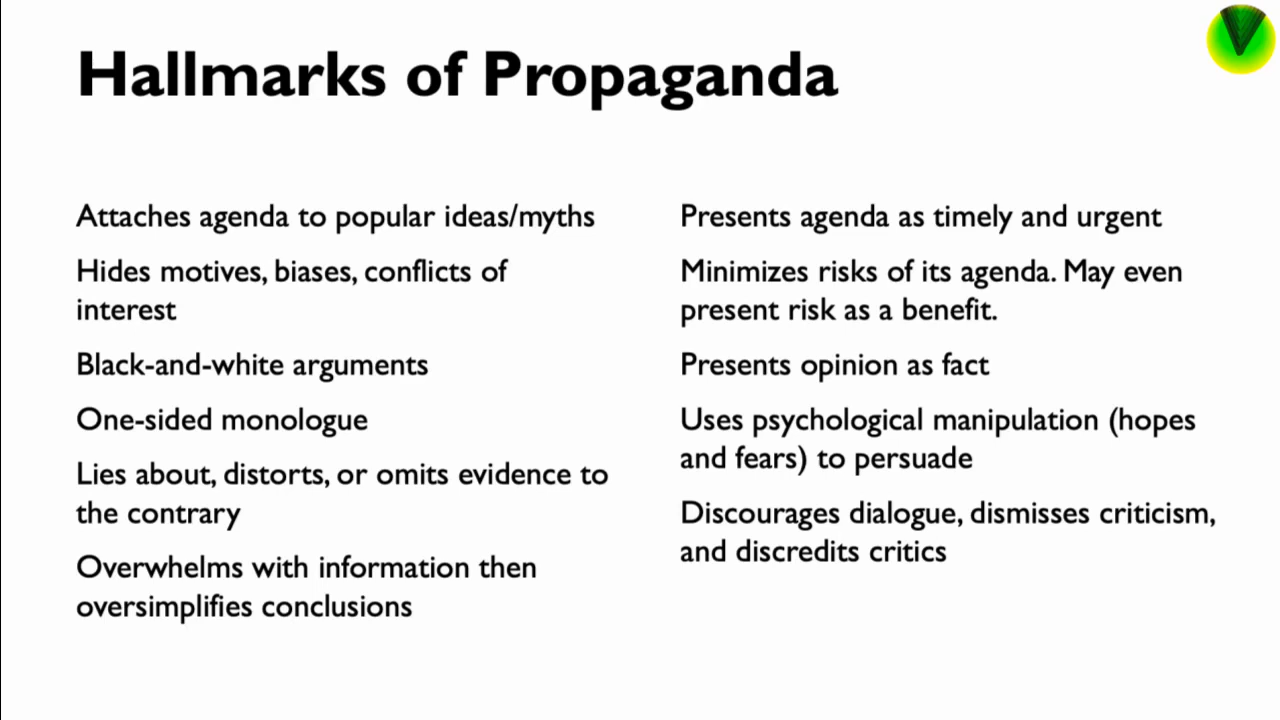 Hallmarks of Propaganda
Attaches agenda to popular ideas/myths
Hides motives, biases, conflicts of
interest
Black-and-white arguments
One-sided monologue
Lies about, distorts, or omits evidence to
the contrary
Overwhelms with information then
oversimplifies conclusions
Presents agenda as timely and urgent
Minimizes risks of its agenda. May even
present risk as a benefit.
Presents opinion as fact
Uses psychological manipulation (hopes
and fears) to persuade
Discourages dialogue, dismisses criticism,
and discredits critics